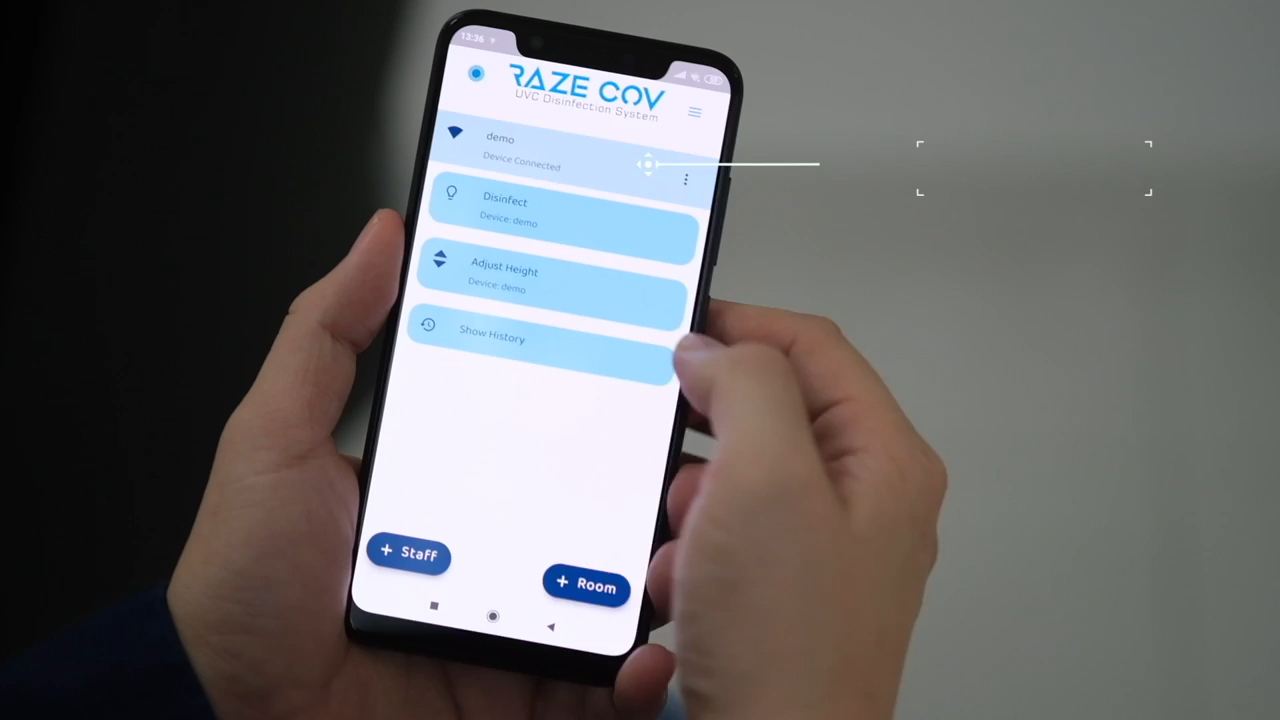 12:36
RAZE COV
UVC Disinfection System
demo
Device Connected
Disinfect
Device: demo
Adjust Height
Device: demo
Show History
+ Staff
+ Room